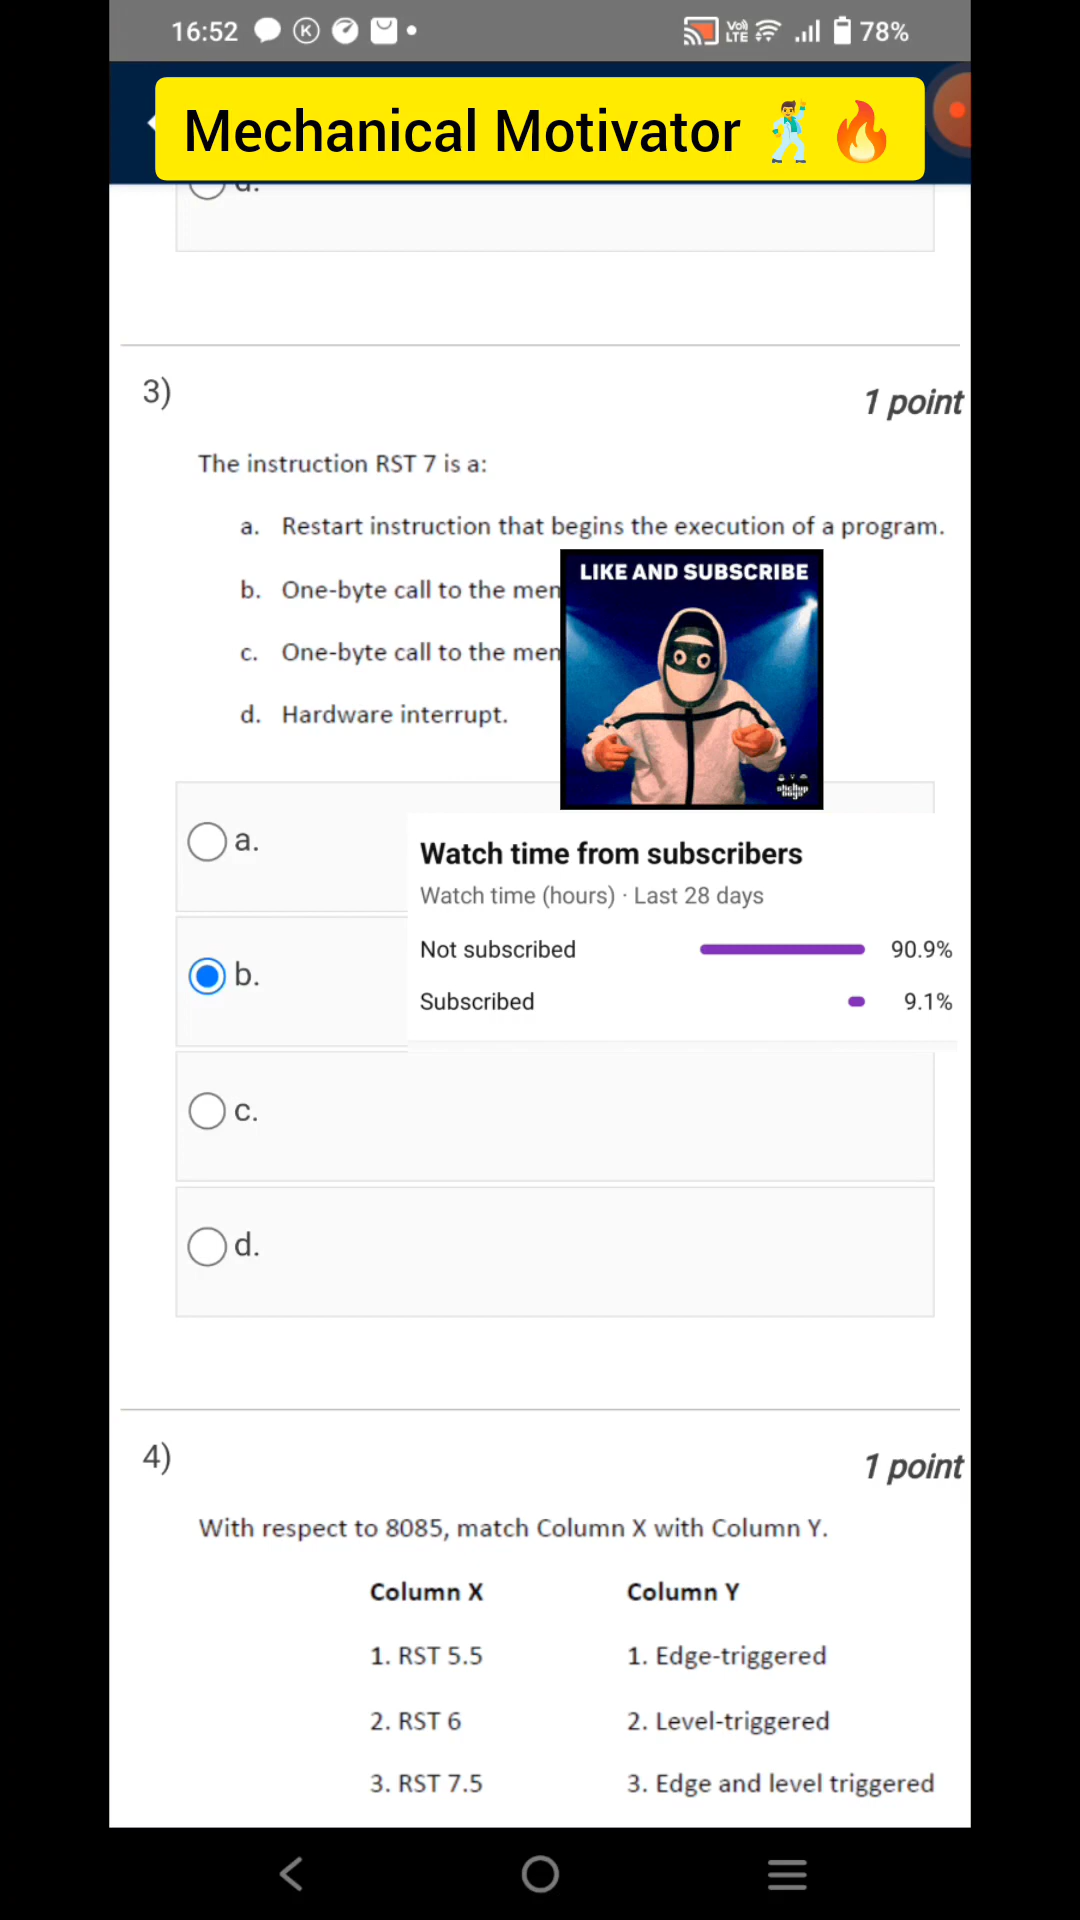 16:52
K
Vo)) LTE
78%
Mechanical Motivator
3)
1 point
The instruction RST 7 is a:
a. Restart instruction that begins the execution of a program.
b. One-byte call to the
c. One-byte call to the
d. Hardware interrupt.
LIKE AND SUBSCRIBE
a.
Watch time from subscribers
Watch time (hours) · Last 28 days
Not subscribed 90.9%
Subscribed 9.1%
b.
c.
d.
4)
1 point
With respect to 8085, match Column X with Column Y.
Column X Column Y
1. RST 5.5 1. Edge-triggered
2. RST 6 2. Level-triggered
3. RST 7.5 3. Edge and level triggered